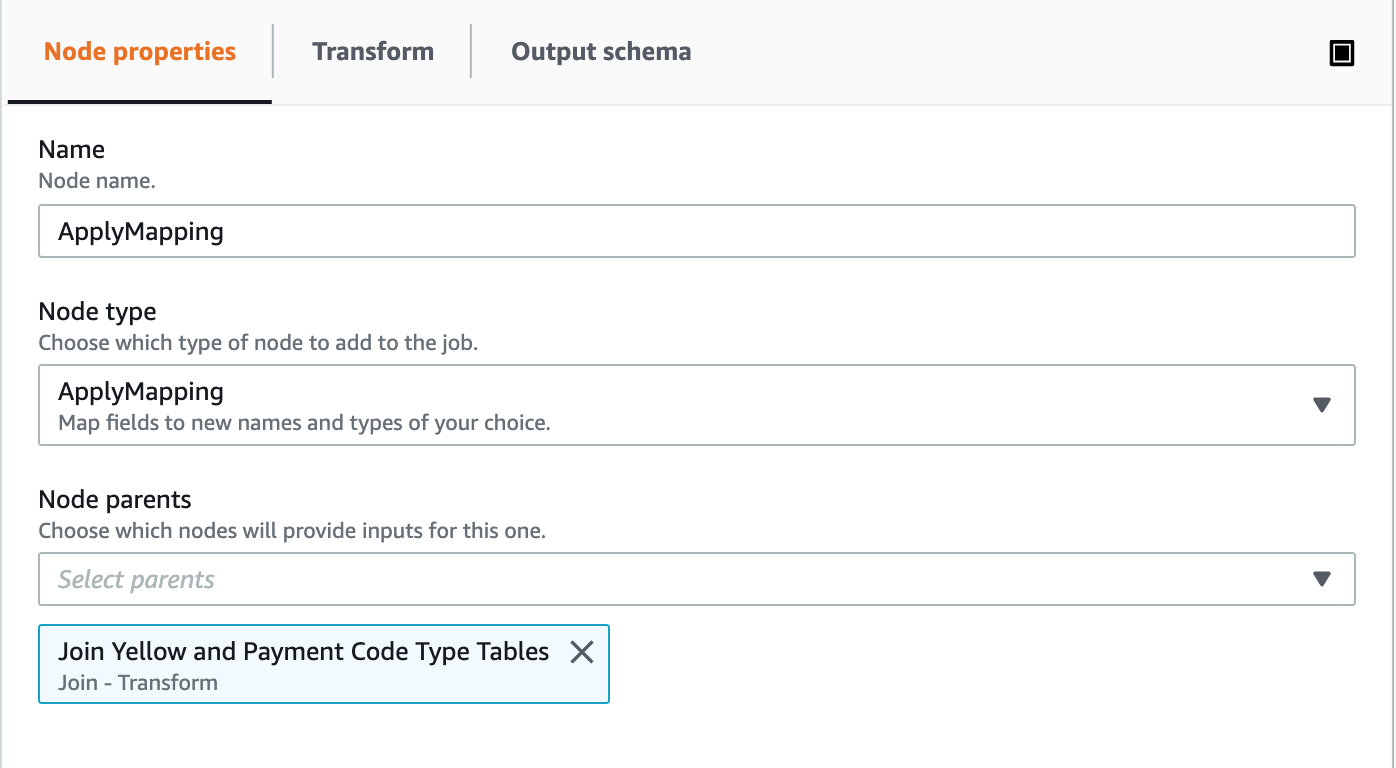 Node properties
Transform
Output schema
Name
Node name.
ApplyMapping
Node type
Choose which type of node to add to the job.
ApplyMapping
Map fields to new names and types of your choice.
Node parents
Choose which nodes will provide inputs for this one.
Select parents
Join Yellow and Payment Code Type Tables
Join - Transform